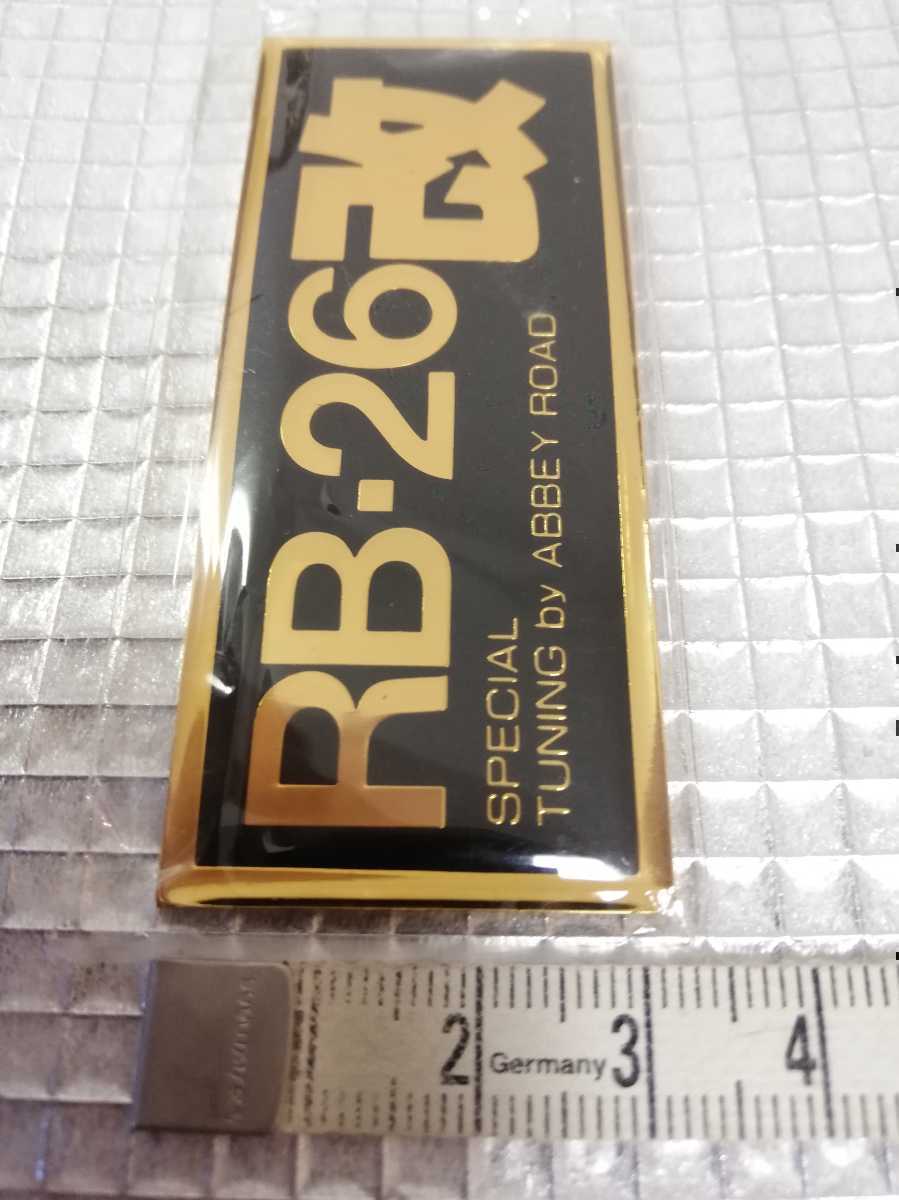 RB·26改
SPECIAL
TUNING by ABBEY ROAD
2 Germany 3 4